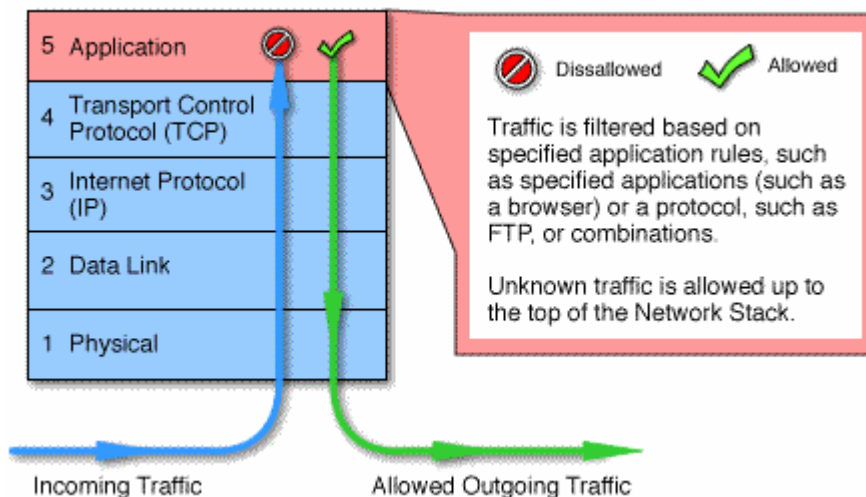 5 Application
4 Transport Control
Protocol (TCP)
3 Internet Protocol
(IP)
2 Data Link
1 Physical
Incoming Traffic
Allowed Outgoing Traffic
Dissallowed
Allowed
Traffic is filtered based on
specified application rules, such
as specified applications (such as
a browser) or a protocol, such as
FTP, or combinations.
Unknown traffic is allowed up to
the top of the Network Stack.